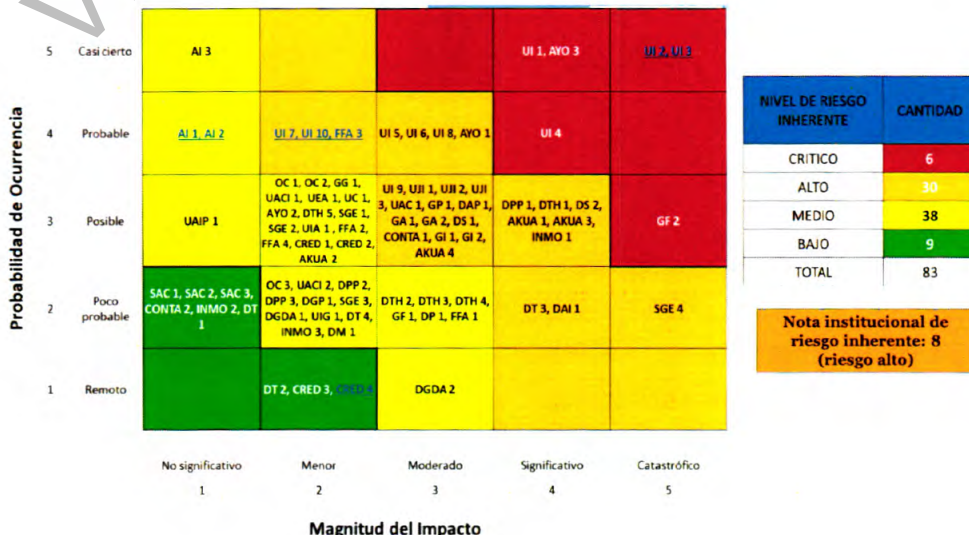 5 Casi cierto
AI 3
UI 1, AYO 3
UI 2, UI 3
4 Probable
AI 1, AI 2
UI 7, UI 10, FFA 3
UI 5, UI 6, UI 8, AYO 1
UI 4
3 Posible
UAIP 1
OC 1, OC 2, GG 1,
UACI 1, UEA 1, UC 1,
AYO 2, DTH 5, SGE 1,
SGE 2, UIA 1 , FFA 2,
FFA 4, CRED 1, CRED 2,
AKUA 2
UI 9, UJI 1, UJI 2, UJI
3, UAC 1, GP 1, DAP 1,
GA 1, GA 2, DS 1,
CONTA 1, GI 1, GI 2,
AKUA 4
DPP 1, DTH 1, DS 2,
AKUA 1, AKUA 3,
INMO 1
GF 2
2 Poco
probable
SAC 1, SAC 2, SAC 3,
CONTA 2, INMO 2, DT
1
OC 3, UACI 2, DPP 2,
DPP 3, DGP 1, SGE 3,
DGDA 1, UIG 1, DT 4,
INMO 3, DM 1
DTH 2, DTH 3, DTH 4,
GF 1, DP 1, FFA 1
DT 3, DAI 1
SGE 4
1 Remoto
DT 2, CRED 3, CRED 4
DGDA 2
No significativo Menor Moderado Significativo Catastrófico
1 2 3 4 5
Magnitud del Impacto
Probabilidad de Ocurrencia
NIVEL DE RIESGO
INHERENTE
CANTIDAD
CRITICO 6
ALTO 30
MEDIO 38
BAJO 9
TOTAL 83
Nota institucional de
riesgo inherente: 8
(riesgo alto)